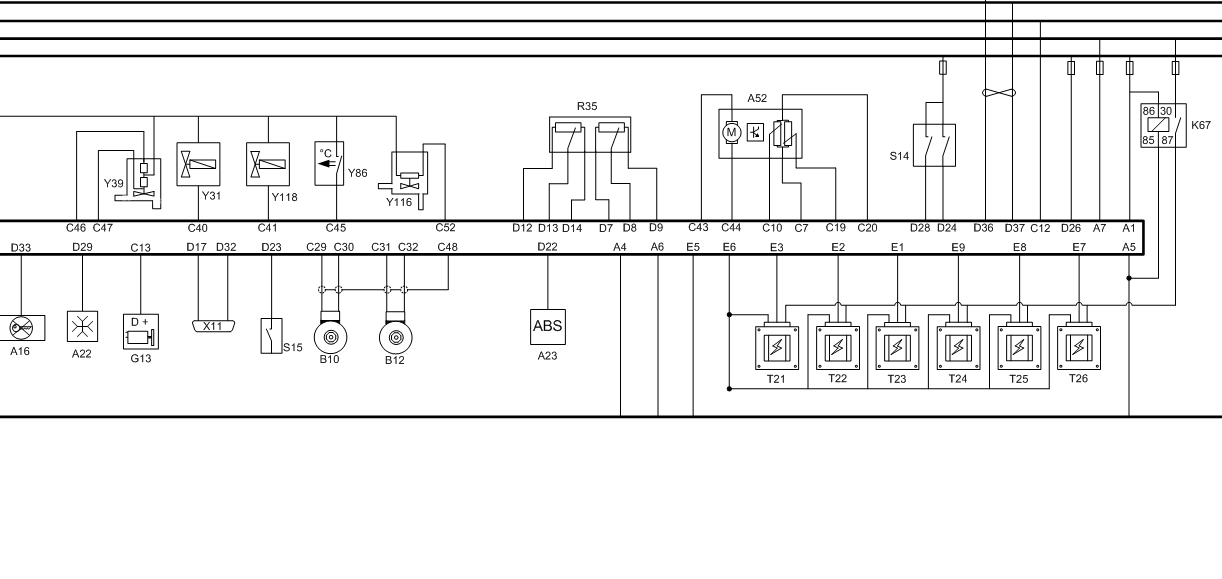 A52
R35
86 30
K67
M
85 87
°C
S14
Y39
Y86
Y31
Y118
Y116
C46 C47 C40 C41 C45 C52 D12 D13 D14 D7 D8 D9 C43 C44 C10 C7 C19 C20 D28 D24 D36 D37 C12 D26 A7 A1
D33 D29 C13 D17 D32 D23 C29 C30 C31 C32 C48 D22 A4 A6 E5 E6 E3 E2 E1 E9 E8 E7 A5
D +
X11
ABS
S15
A16
A22
G13
B10
B12
A23
T21 T22 T23 T24 T25 T26